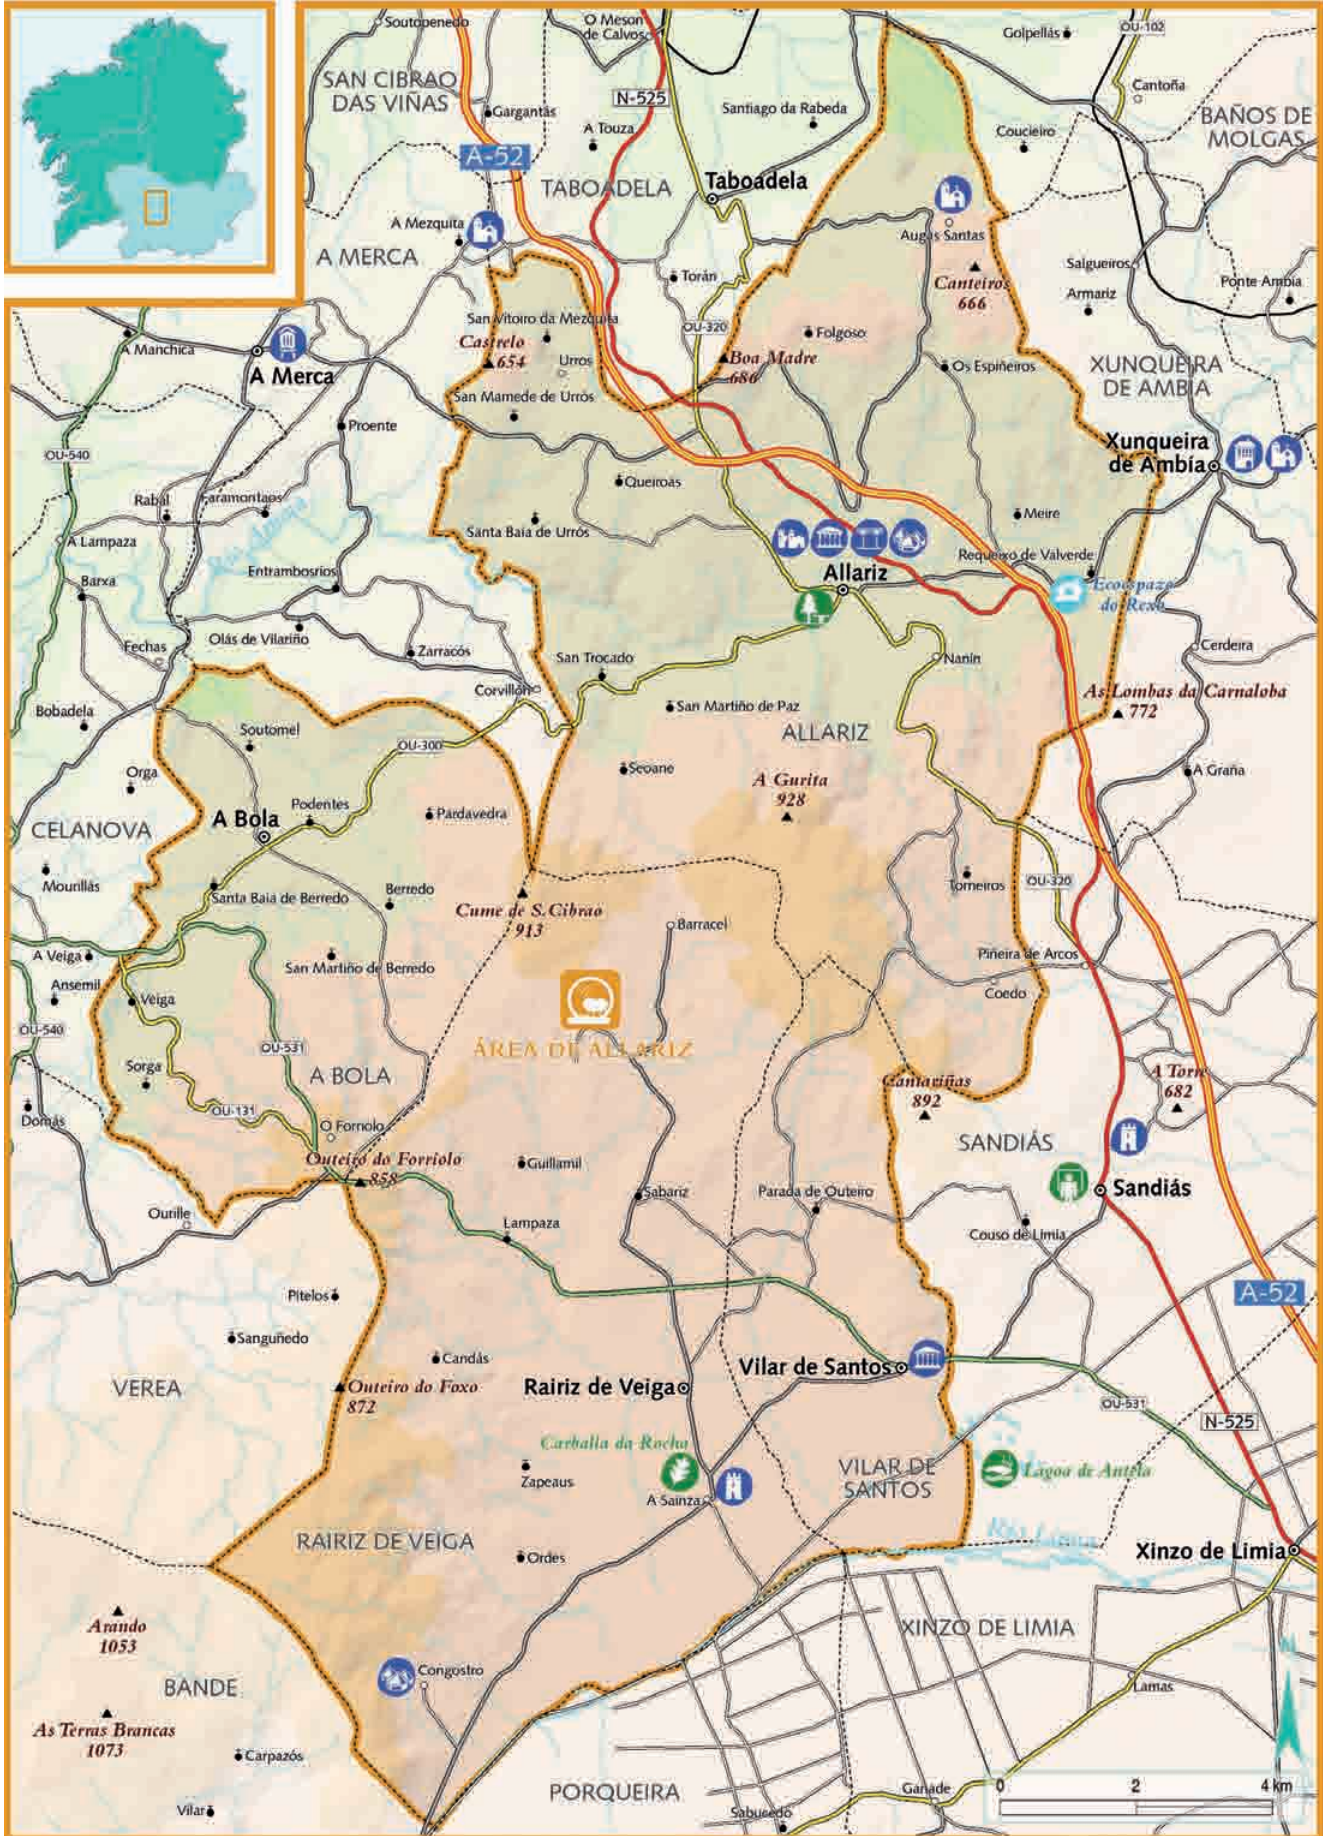 Soutopenedo
O Meson
de Calvos
Golpellás
OU-102
SAN CIBRAO
DAS VIÑAS
N-525
Cantoña
Gargantás
Santiago da Rabeda
BAÑOS DE
MOLGAS
A Touza
Coucieiro
A-52
TABOADELA
Taboadela
A Mezquita
Augas Santas
A MERCA
Salgueiros
Torán
Canteiros
666
Armariz
Ponte Ambia
San Vitoiro da Mezquita
OU-320
Folgoso
A Manchica
Castrelo
654
Urros
Boa Madre
686
Os Espiñeiros
XUNQUEIRA
DE AMBÍA
A Merca
San Mamede de Urrós
Proente
Xunqueira
de Ambía
OU-540
Queiroás
Rabal
Faramontaos
Meire
Santa Baia de Urrós
A Lampaza
Requeixo de Valverde
Entrambosrios
Allariz
Barxa
Ecoespazo
do Rexo
Olás de Vilariño
Fechas
Zarracós
San Trocado
Nanín
Cerdeira
Corvillón
As Lombas da Carnaloba
772
Bobadela
San Martiño de Paz
Soutomel
ALLARIZ
OU-300
Orga
Seoane
A Gurita
928
A Graña
Podentes
Pardavedra
CELANOVA
A Bola
Mourillás
Santa Baia de Berredo
Berredo
Torneiros
OU-320
Cume de S. Cibrao
913
Barracel
A Veiga
San Martiño de Berredo
Piñeira de Arcos
Ansemil
Veiga
Coedo
OU-540
OU-531
ÁREA DE ALLARIZ
Sorga
A BOLA
Cantariñas
892
A Torre
682
Domás
OU-131
O Forriolo
SANDIÁS
Outeiro do Forriolo
858
Guillamil
Sabariz
Parada de Outeiro
Sandiás
Ourille
Lampaza
Couso de Limia
Pitelos
A-52
Sanguñedo
Candás
Vilar de Santos
VEREA
Outeiro do Foxo
872
Rairiz de Veiga
OU-531
N-525
Carballa da Rocha
Zapeaus
VILAR DE
SANTOS
Lagoa de Antela
A Sainza
RAIRIZ DE VEIGA
Río Limia
Ordes
Xinzo de Limia
Arando
1053
XINZO DE LIMIA
N
Congostro
BANDE
Lamas
As Terras Brancas
1073
Carpazós
PORQUEIRA
Ganade
0 2 4 km
Vilar
Sabucedo